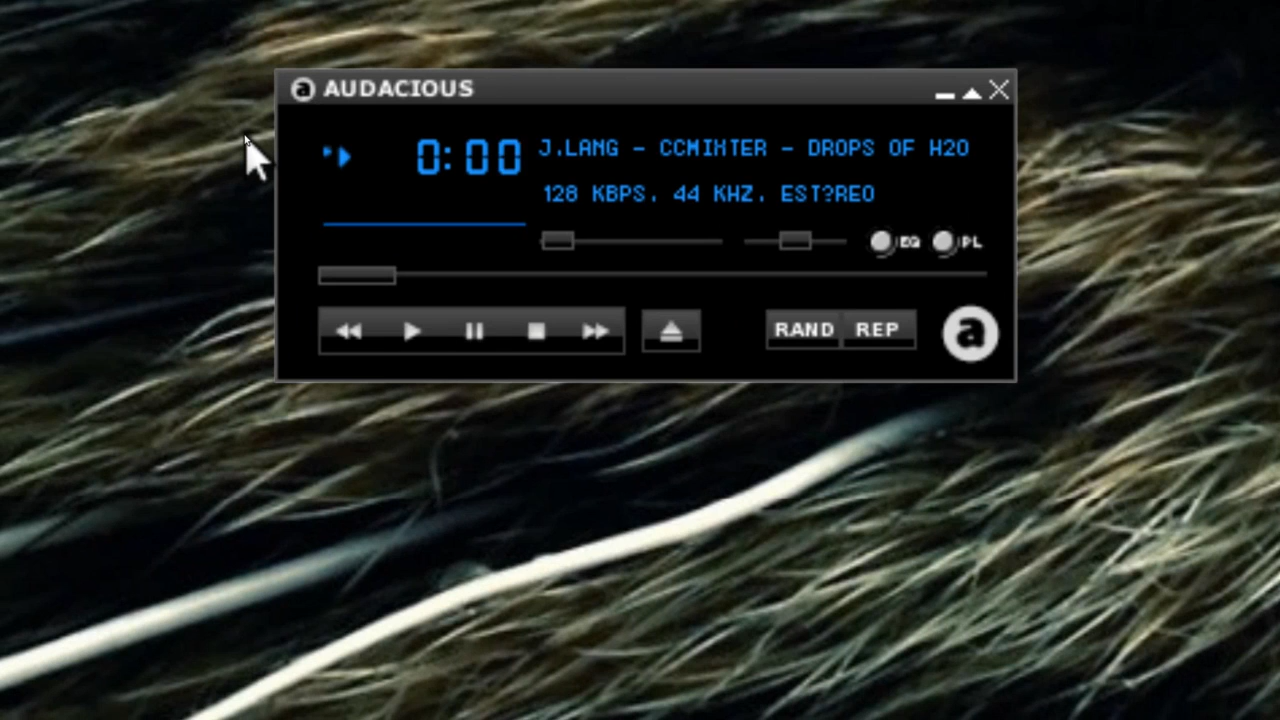 AUDACIOUS
0:00
J.LANG - CCMIXTER - DROPS OF H2O
128 KBPS, 44 KHZ, EST?REO
EQ PL
RAND REP
a